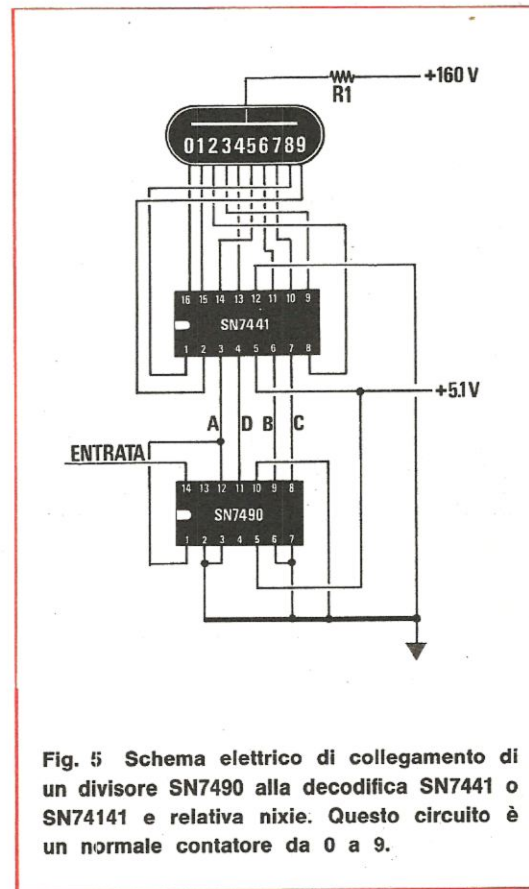 +160 V
R1
0123456789
16 15 14 13 12 11 10 9
SN7441
1 2 3 4 5 6 7 8
+5.1 V
A D B C
ENTRATA
14 13 12 11 10 9 8
SN7490
1 2 3 4 5 6 7
Fig. 5 Schema elettrico di collegamento di
un divisore SN7490 alla decodifica SN7441 o
SN74141 e relativa nixie. Questo circuito è
un normale contatore da 0 a 9.